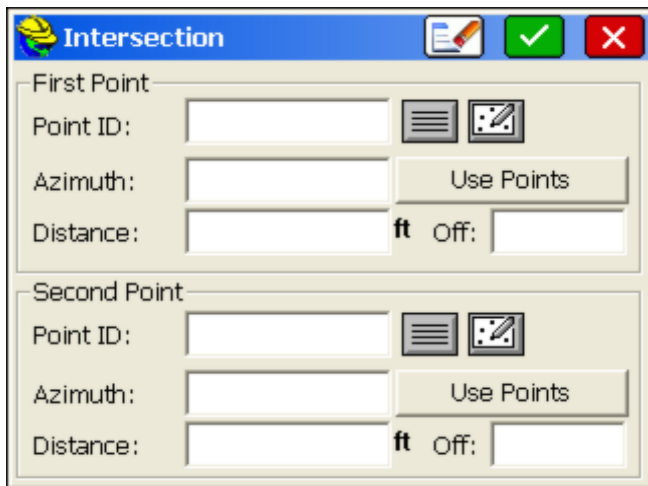 Intersection
First Point
Point ID:
Azimuth: Use Points
Distance: ft Off:
Second Point
Point ID:
Azimuth: Use Points
Distance: ft Off: